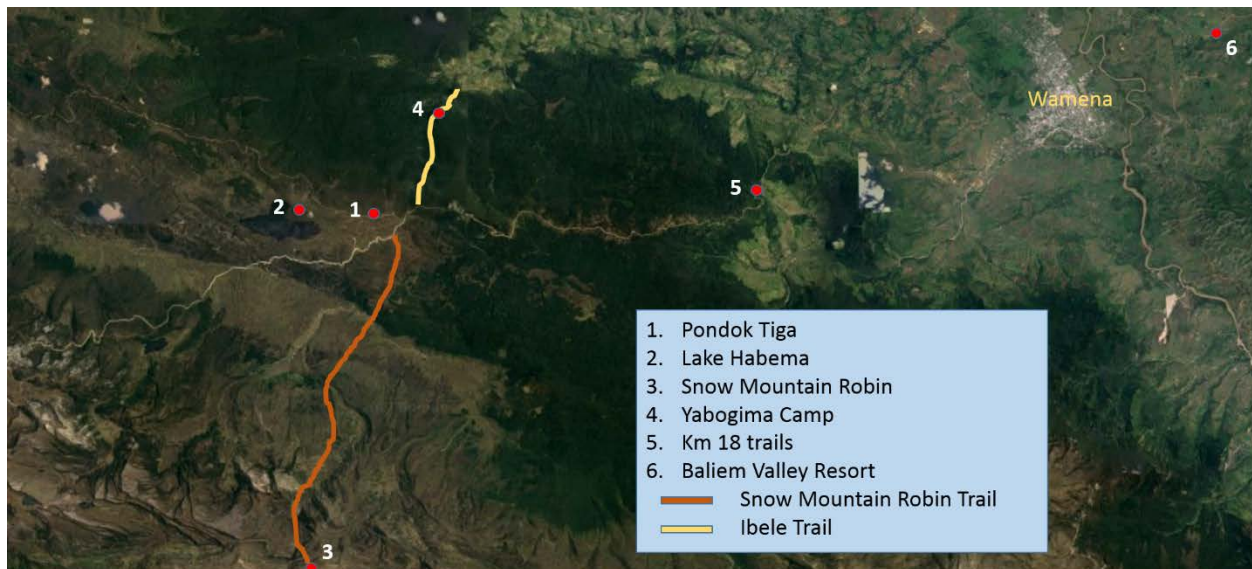 6
4
Wamena
5
2
1
1. Pondok Tiga
2. Lake Habema
3. Snow Mountain Robin
4. Yabogima Camp
5. Km 18 trails
6. Baliem Valley Resort
Snow Mountain Robin Trail
Ibele Trail
3